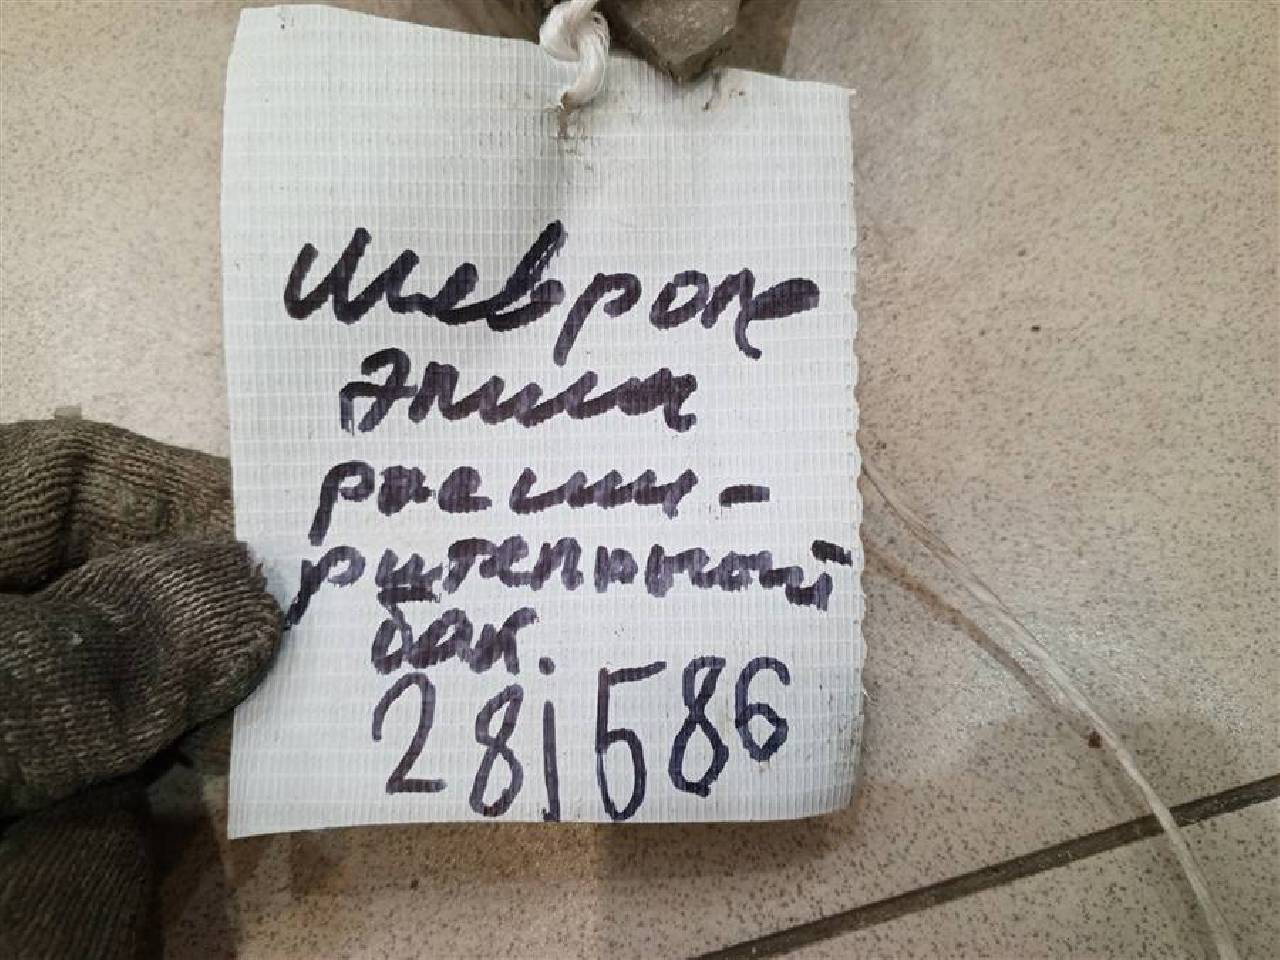 Шевроле
Эпика
расши-
рительный
бак.
281586